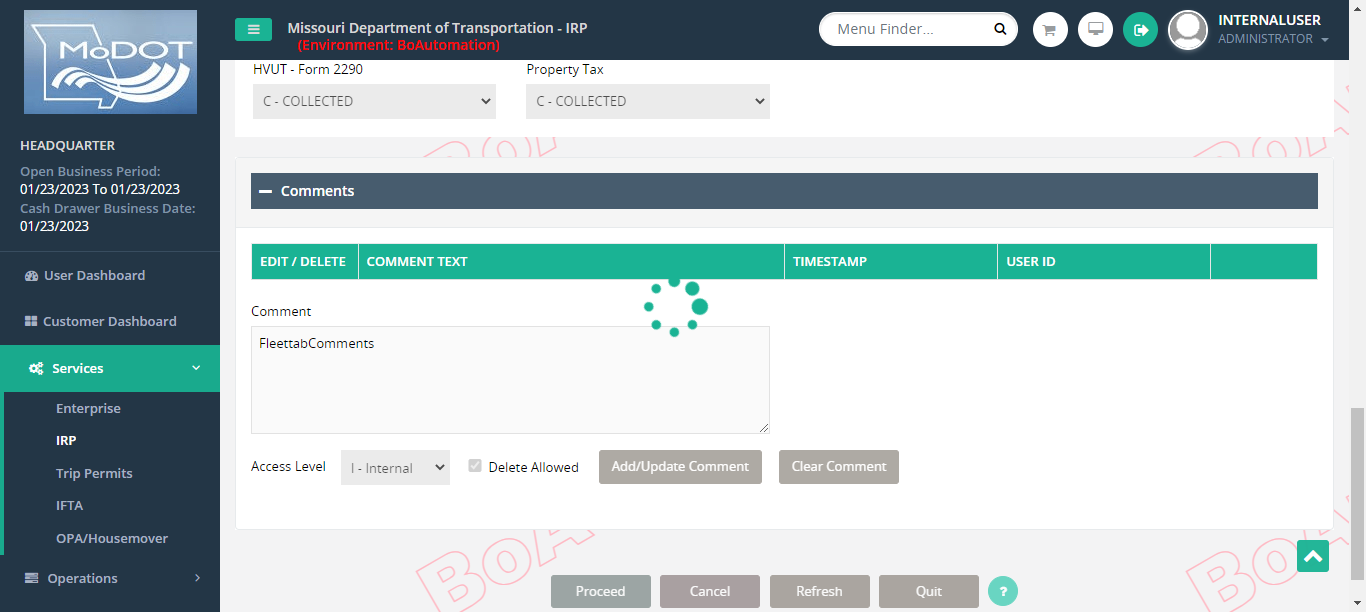 MoDOT
HEADQUARTER
Open Business Period:
01/23/2023 To 01/23/2023
Cash Drawer Business Date:
01/23/2023
User Dashboard
Customer Dashboard
Services
Enterprise
IRP
Trip Permits
IFTA
OPA/Housemover
Operations
Missouri Department of Transportation - IRP
(Environment: BoAutomation)
Menu Finder...
INTERNALUSER
ADMINISTRATOR
HVUT - Form 2290 Property Tax
C - COLLECTED C - COLLECTED
Comments
EDIT / DELETE COMMENT TEXT TIMESTAMP USER ID
Comment
FleettabComments
Access Level I - Internal Delete Allowed Add/Update Comment Clear Comment
BoA
Proceed Cancel Refresh Quit ?